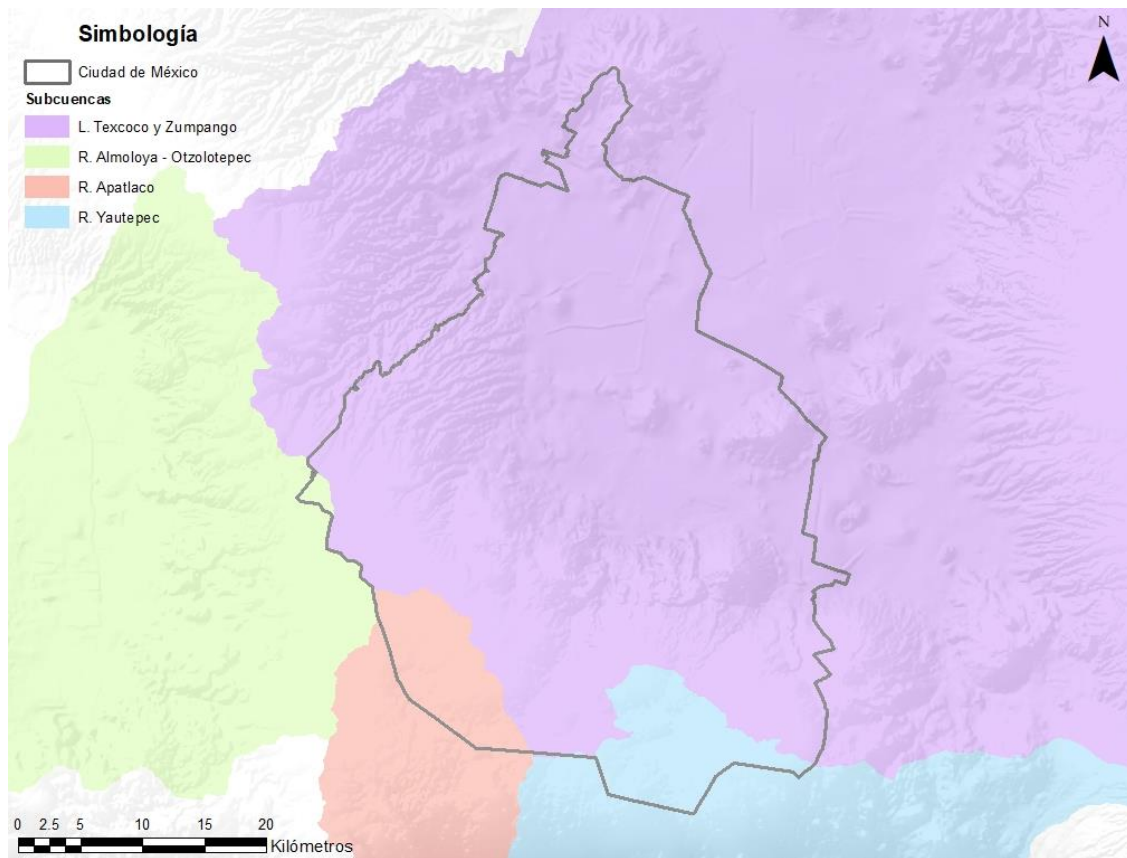 Simbología
Ciudad de México
Subcuencas
L. Texcoco y Zumpango
R. Almoloya - Otzolotepec
R. Apatlaco
R. Yautepec
N
0 2.5 5 10 15 20
Kilómetros